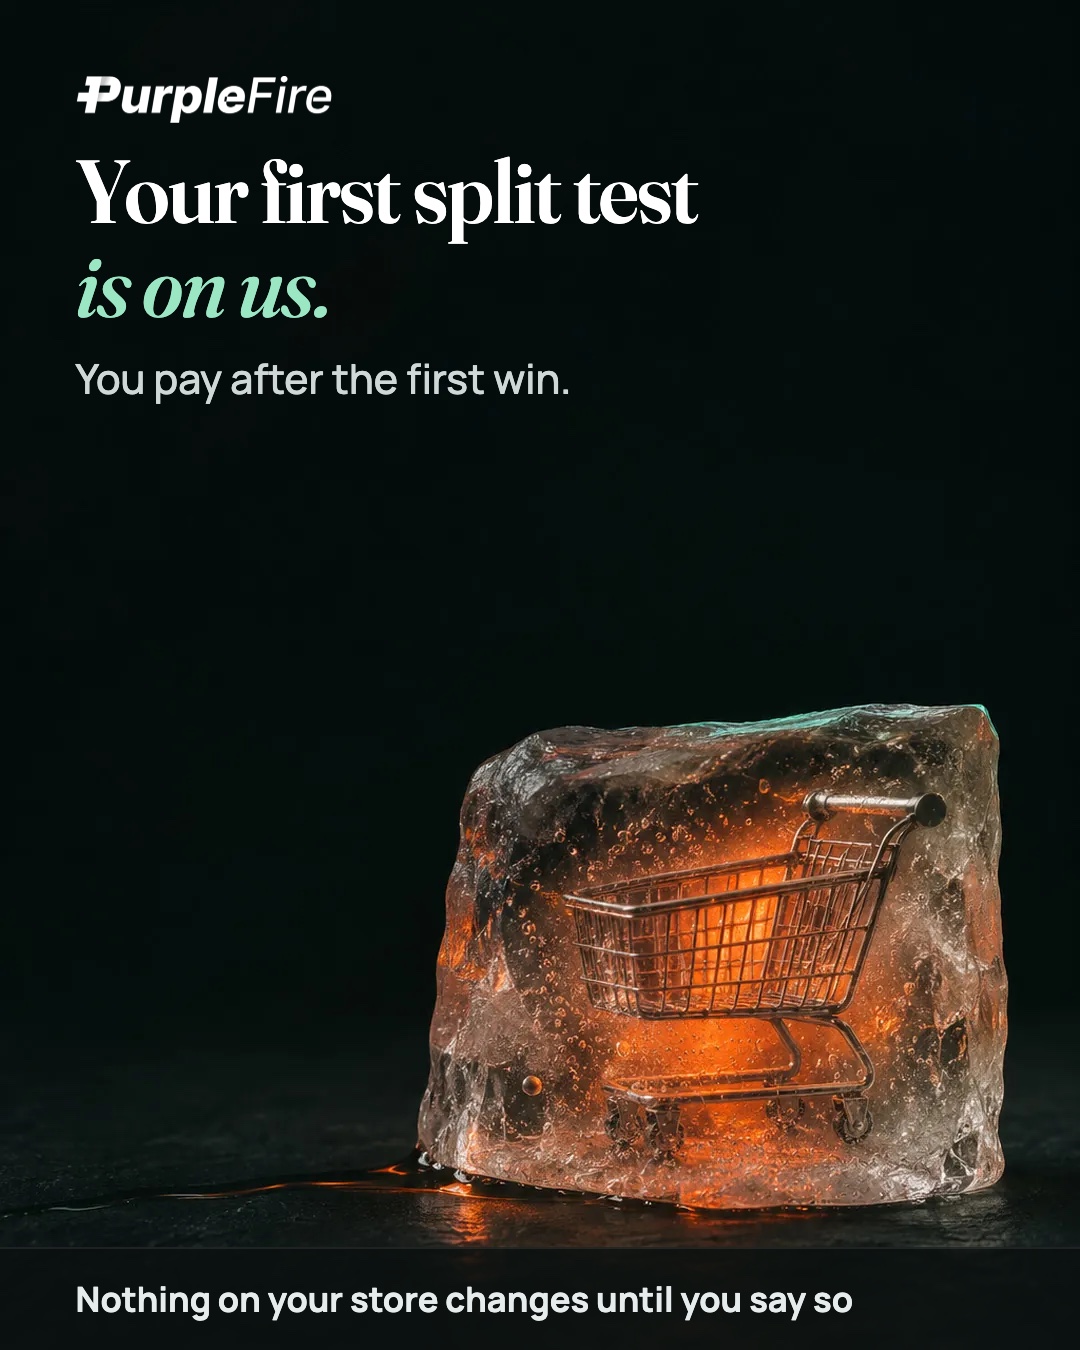 PurpleFire
Your first split test
is on us.
You pay after the first win.
Nothing on your store changes until you say so